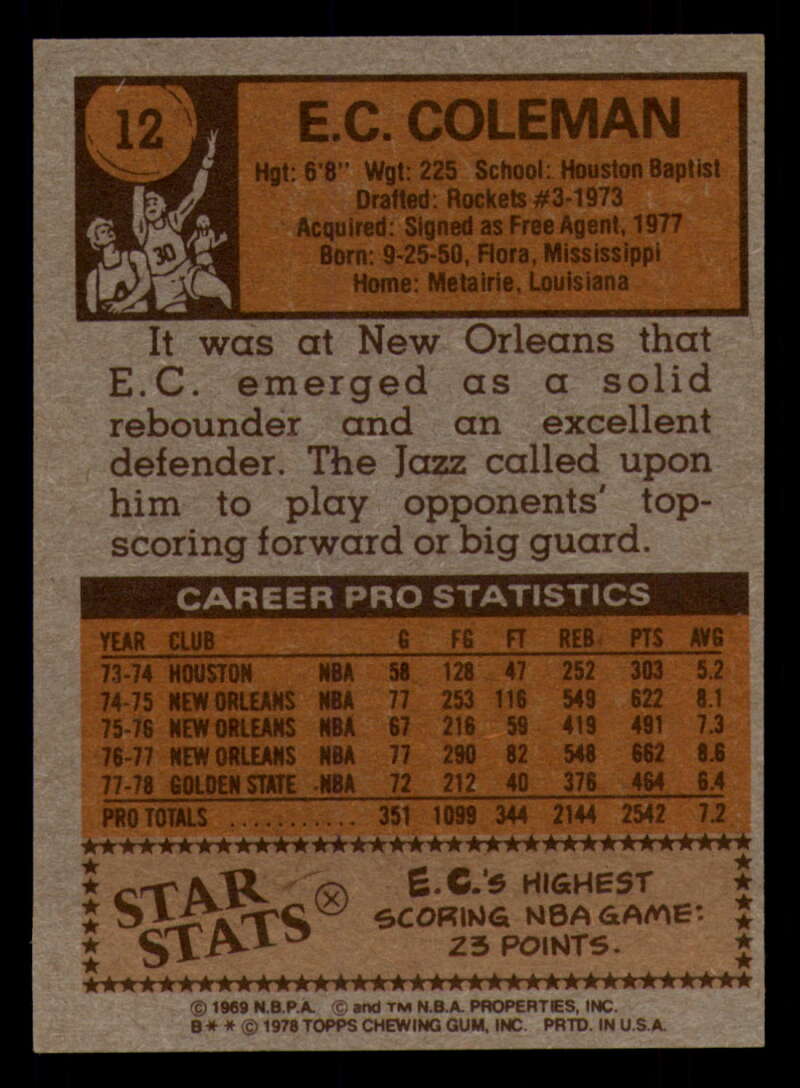 12
E.C. COLEMAN
Hgt: 6'8" Wgt: 225 School: Houston Baptist
Drafted: Rockets #3-1973
Acquired: Signed as Free Agent, 1977
Born: 9-25-50, Flora, Mississippi
Home: Metairie, Louisiana
30
It was at New Orleans that
E.C. emerged as a solid
rebounder and an excellent
defender. The Jazz called upon
him to play opponents' top-
scoring forward or big guard.
CAREER PRO STATISTICS
YEAR CLUB G FG FT REB. PTS AVG
73-74 HOUSTON NBA 58 128 47 252 303 5.2
74-75 NEW ORLEANS NBA 77 253 116 549 622 8.1
75-76 NEW ORLEANS NBA 67 216 59 419 491 7.3
76-77 NEW ORLEANS NBA 77 290 82 548 662 8.6
77-78 GOLDEN STATE NBA 72 212 40 376 464 6.4
PRO TOTALS ........... 351 1099 344 2144 2542 7.2
STAR STATS
E.C.'S HIGHEST
SCORING NBA GAME:
23 POINTS.
© 1969 N.B.P.A. © and TM N.B.A. PROPERTIES, INC.
B* * © 1978 TOPPS CHEWING GUM, INC. PRTD. IN U.S.A.